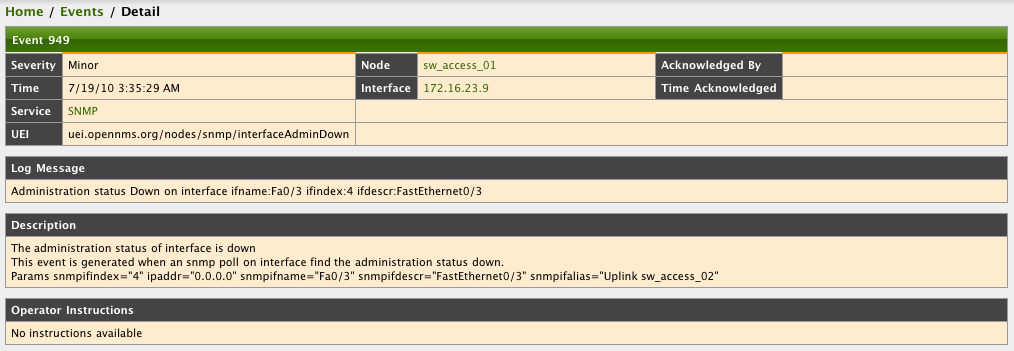 Home / Events / Detail
Event 949
Severity Minor Node sw_access_01 Acknowledged By
Time 7/19/10 3:35:29 AM Interface 172.16.23.9 Time Acknowledged
Service SNMP
UEI uei.opennms.org/nodes/snmp/interfaceAdminDown
Log Message
Administration status Down on interface ifname:Fa0/3 ifindex:4 ifdescr:FastEthernet0/3
Description
The administration status of interface is down
This event is generated when an snmp poll on interface find the administration status down.
Params snmpifindex="4" ipaddr="0.0.0.0" snmpifname="Fa0/3" snmpifdescr="FastEthernet0/3" snmpifalias="Uplink sw_access_02"
Operator Instructions
No instructions available